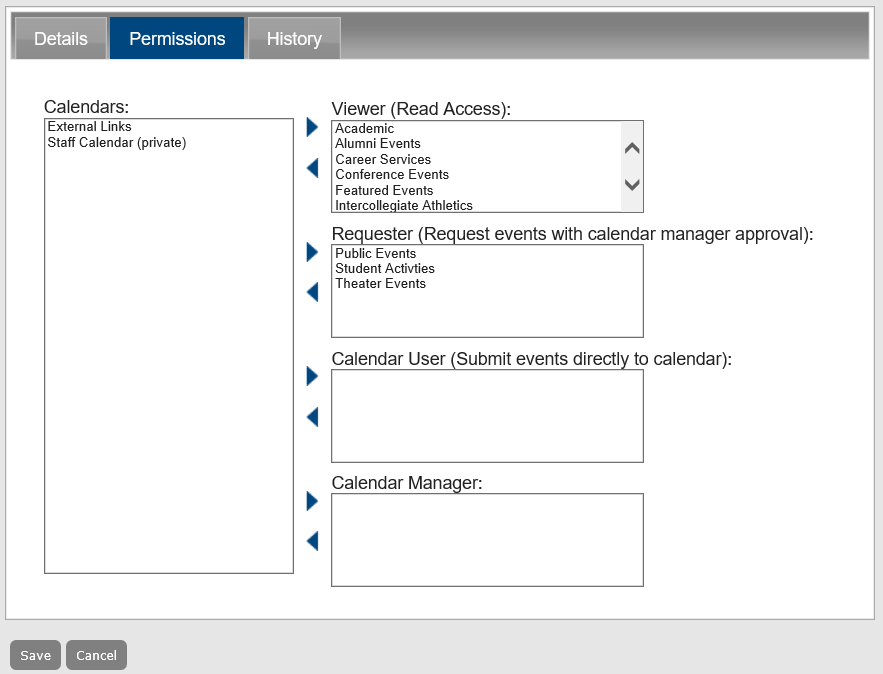 Details
Permissions
History
Calendars:
External Links
Staff Calendar (private)
Viewer (Read Access):
Academic
Alumni Events
Career Services
Conference Events
Featured Events
Intercollegiate Athletics
Requester (Request events with calendar manager approval):
Public Events
Student Activties
Theater Events
Calendar User (Submit events directly to calendar):
Calendar Manager:
Save
Cancel